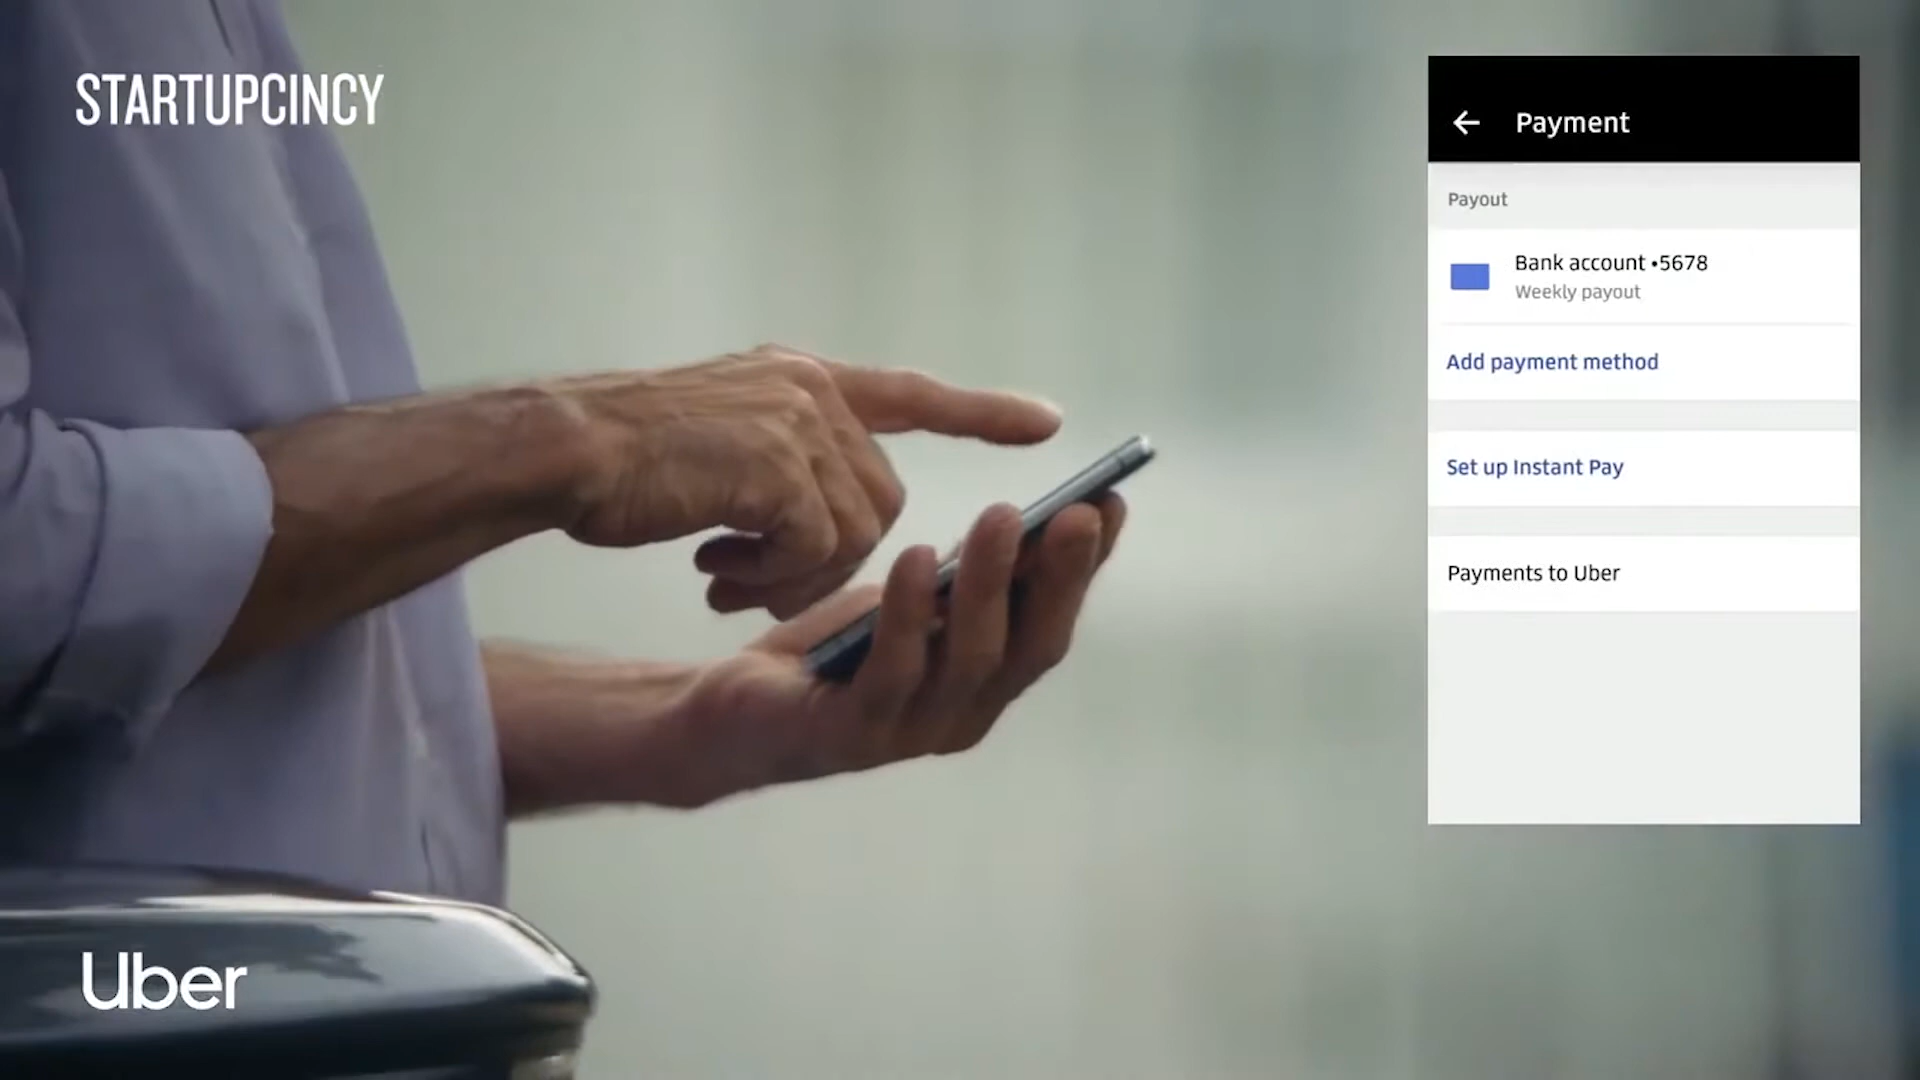 STARTUPCINCY
Payment
Payout
Bank account •5678
Weekly payout
Add payment method
Set up Instant Pay
Payments to Uber
Uber